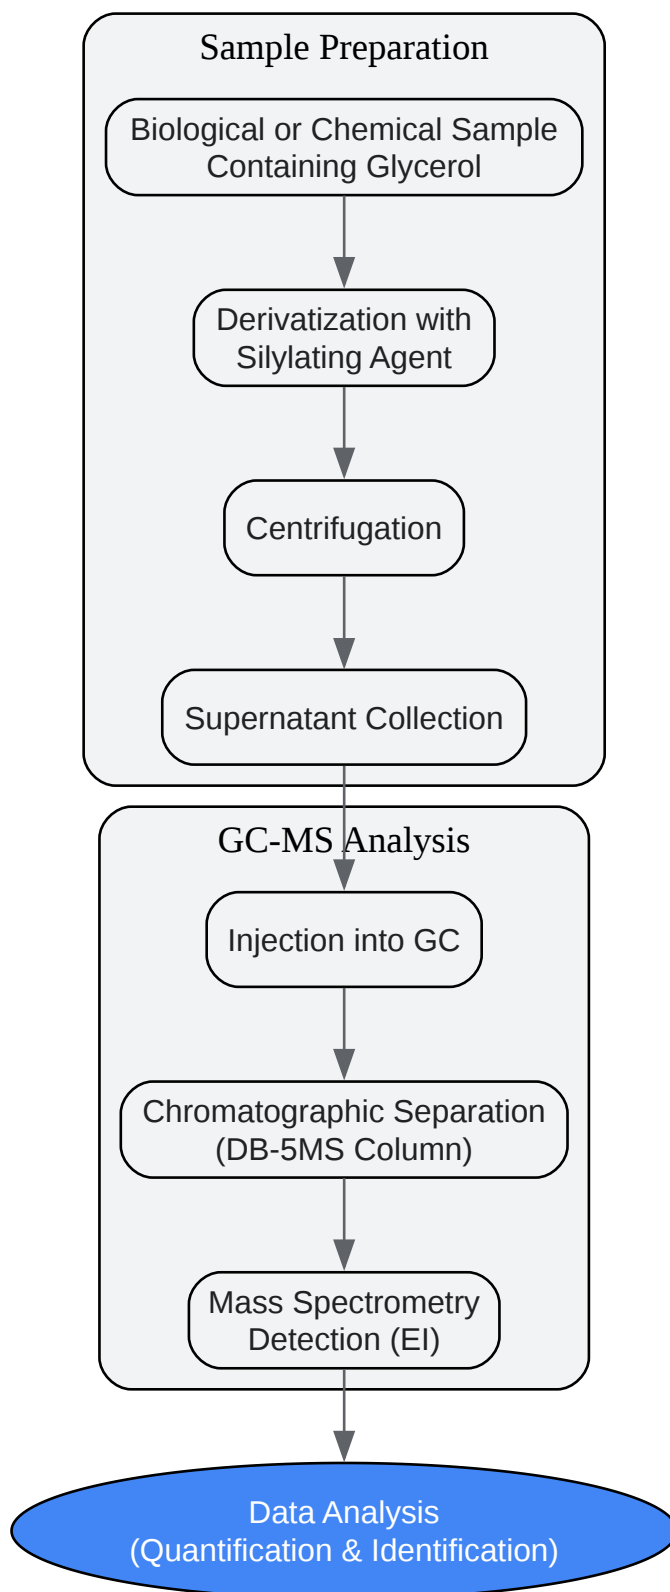 Sample Preparation
Biological or Chemical Sample
Containing Glycerol
Derivatization with
Silylating Agent
Centrifugation
Supernatant Collection
GC-MS Analysis
Injection into GC
Chromatographic Separation
(DB-5MS Column)
Mass Spectrometry
Detection (EI)
Data Analysis
(Quantification & Identification)